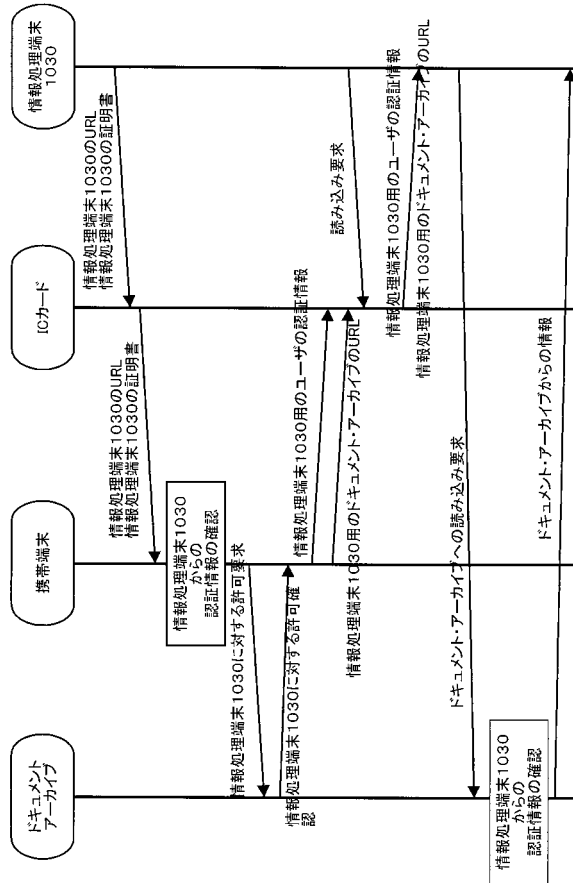 ドキュメント
アーカイブ
携帯端末
ICカード
情報処理端末
1030
情報処理端末1030のURL
情報処理端末1030の証明書
情報処理端末1030のURL
情報処理端末1030の証明書
情報処理端末1030
からの
認証情報の確認
情報処理端末1030に対する許可要求
情報処理端末1030に対する許可確
認
情報処理端末1030用のユーザの認証情報
情報処理端末1030用のドキュメント・アーカイブのURL
読み込み要求
情報処理端末1030用のユーザの認証情報
情報処理端末1030用のドキュメント・アーカイブのURL
ドキュメント・アーカイブへの読み込み要求
情報処理端末1030
からの
認証情報の確認
ドキュメント・アーカイブからの情報